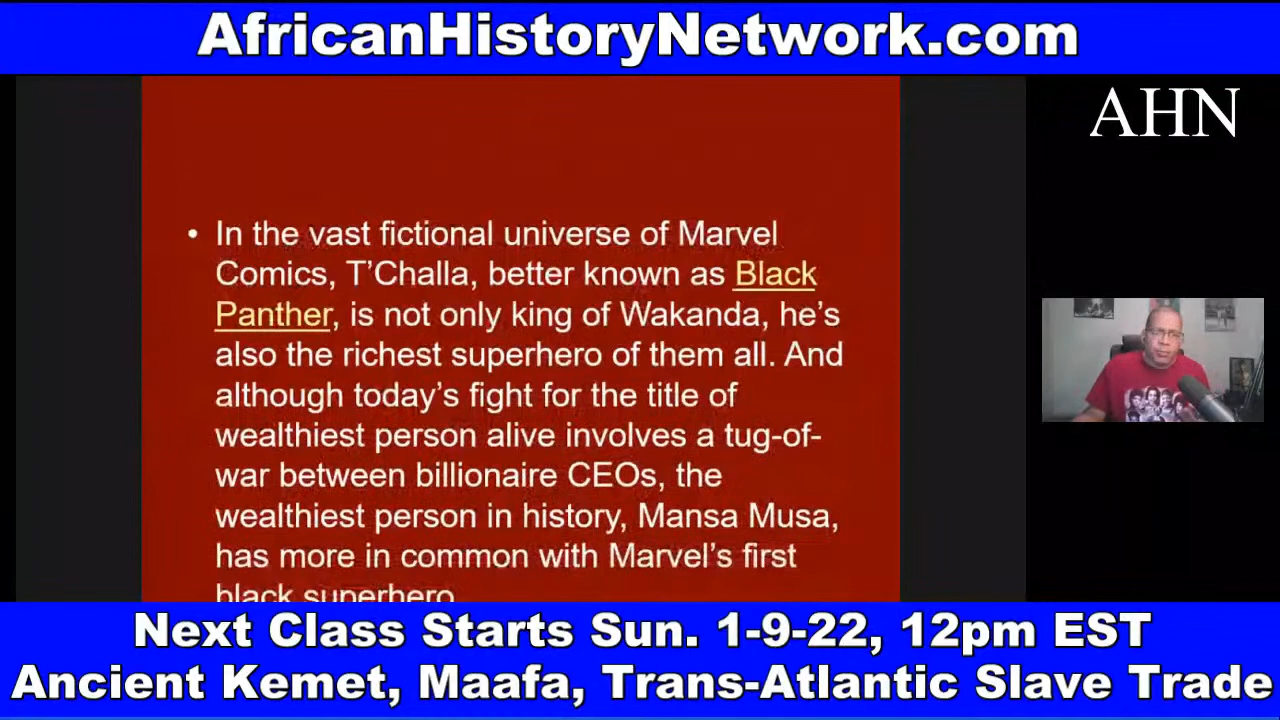 AfricanHistoryNetwork.com
AHN
• In the vast fictional universe of Marvel
Comics, T’Challa, better known as Black
Panther, is not only king of Wakanda, he’s
also the richest superhero of them all. And
although today’s fight for the title of
wealthiest person alive involves a tug-of-
war between billionaire CEOs, the
wealthiest person in history, Mansa Musa,
has more in common with Marvel’s first
black superhero.
Next Class Starts Sun. 1-9-22, 12pm EST
Ancient Kemet, Maafa, Trans-Atlantic Slave Trade